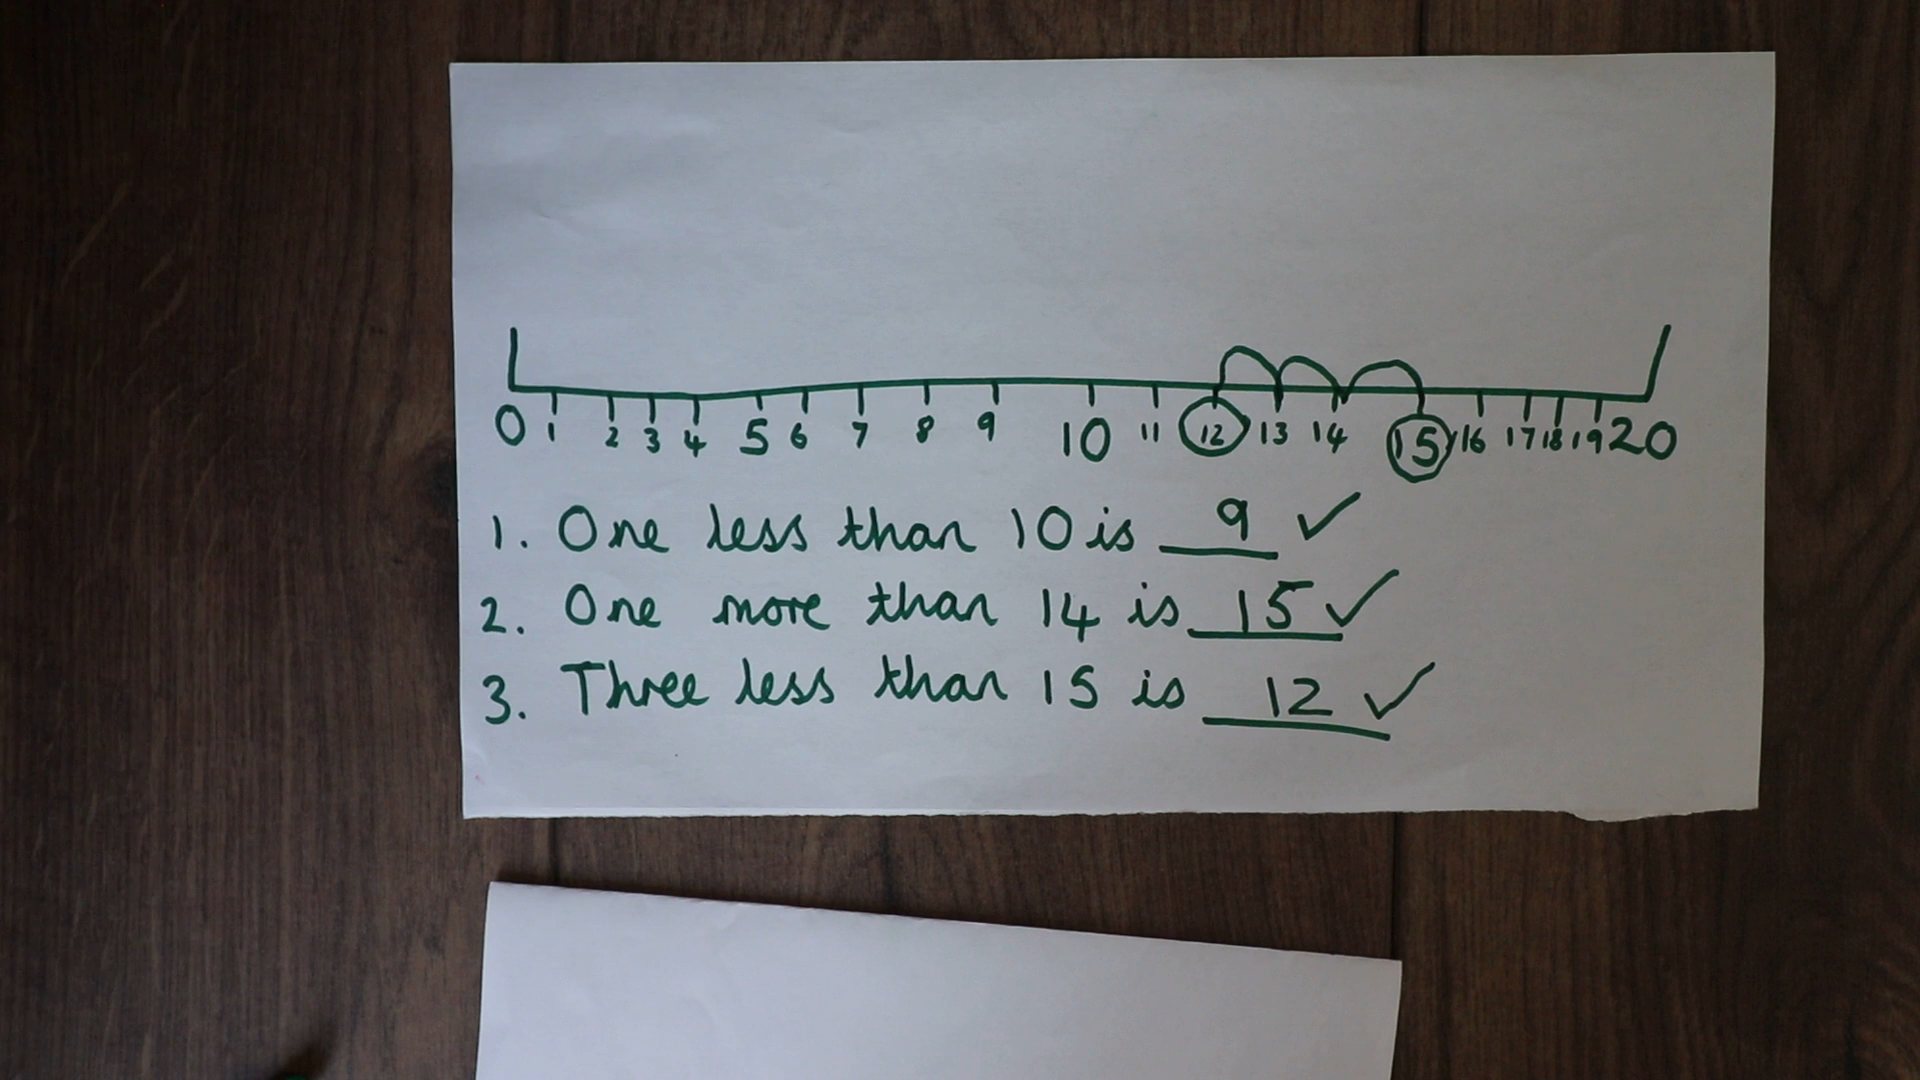 0 1 2 3 4 5 6 7 8 9 10 11 12 13 14 15 16 17 18 19 20
1. One less than 10 is 9 ✓
2. One more than 14 is 15 ✓
3. Three less than 15 is 12 ✓